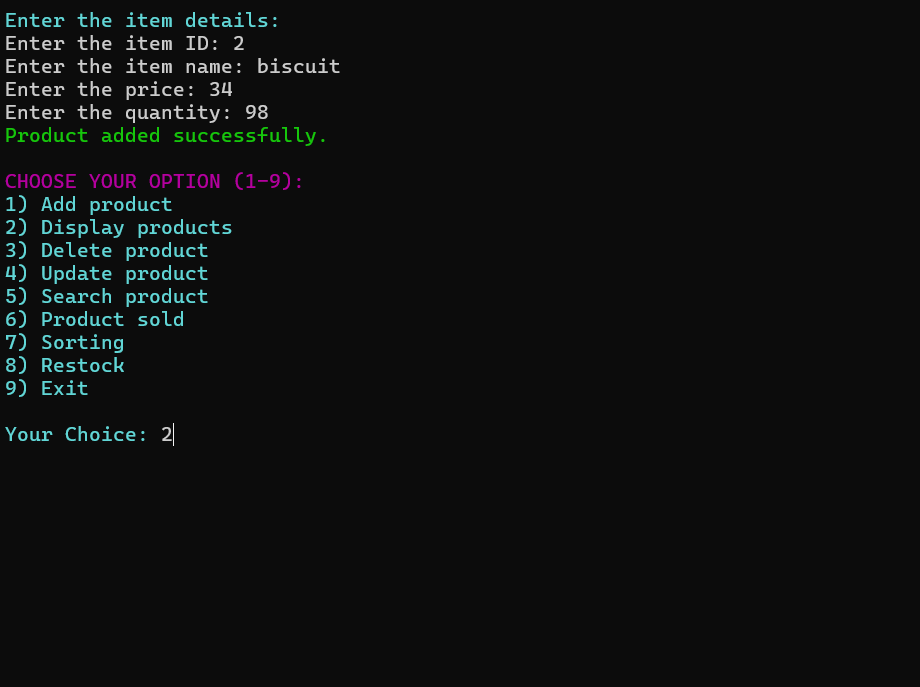 Enter the item details:
Enter the item ID: 2
Enter the item name: biscuit
Enter the price: 34
Enter the quantity: 98
Product added successfully.
CHOOSE YOUR OPTION (1-9):
1) Add product
2) Display products
3) Delete product
4) Update product
5) Search product
6) Product sold
7) Sorting
8) Restock
9) Exit
Your Choice: 2